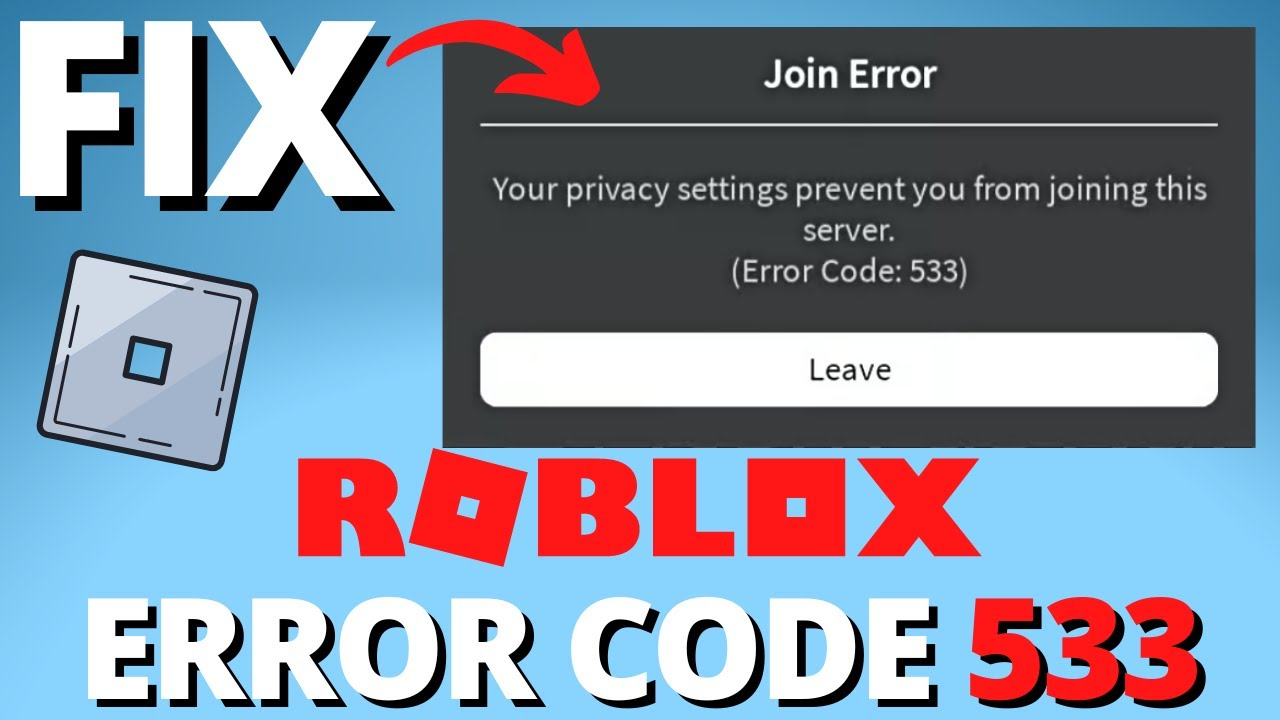 FIX
Join Error
Your privacy settings prevent you from joining this
server.
(Error Code: 533)
Leave
ROBLOX
ERROR CODE 533